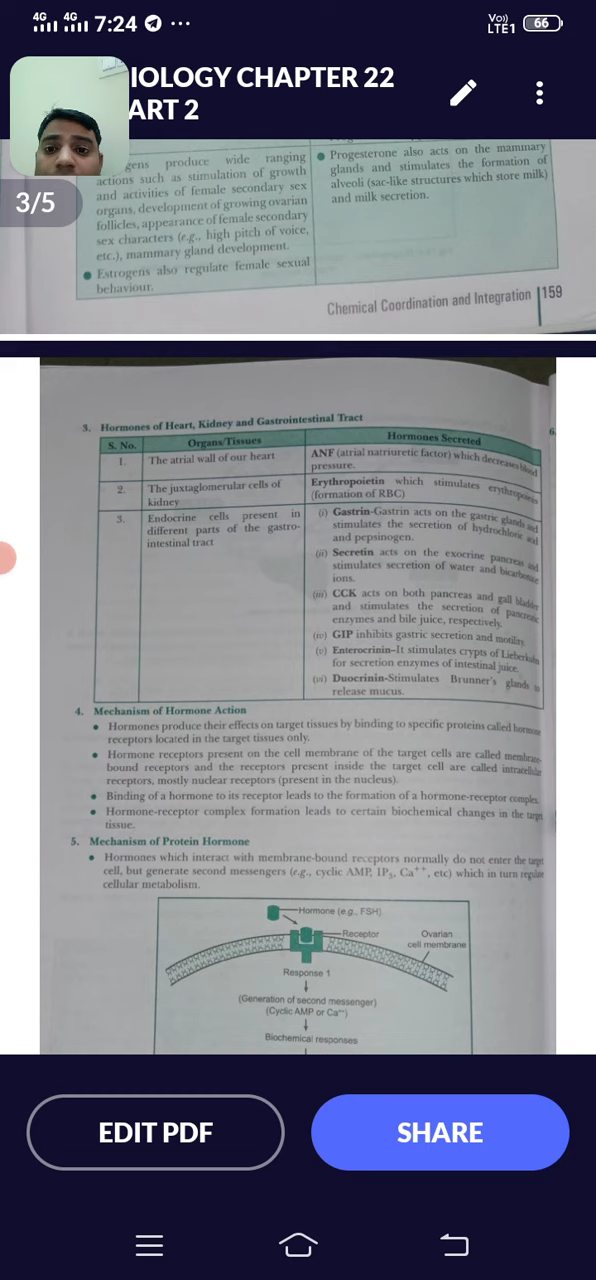 4G 4G 7:24 ...
Vo)) LTE1 66
IOLOGY CHAPTER 22
ART 2
3/5
gens produce wide ranging
actions such as stimulation of growth
and activities of female secondary sex
organs, development of growing ovarian
follicles, appearance of female secondary
sex characters (e.g., high pitch of voice,
etc.), mammary gland development.
● Estrogens also regulate female sexual
behaviour.
● Progesterone also acts on the mammary
glands and stimulates the formation of
alveoli (sac-like structures which store milk)
and milk secretion.
Chemical Coordination and Integration 159
3. Hormones of Heart, Kidney and Gastrointestinal Tract
6.
S. No. Organs/Tissues Hormones Secreted
1. The atrial wall of our heart
ANF (atrial natriuretic factor) which decreases blood
pressure.
2. The juxtaglomerular cells of
kidney
Erythropoietin which stimulates erythropoiesis
(formation of RBC)
3. Endocrine cells present in
different parts of the gastro-
intestinal tract
(i) Gastrin-Gastrin acts on the gastric glands and
stimulates the secretion of hydrochloric acid
and pepsinogen.
(ii) Secretin acts on the exocrine pancreas and
stimulates secretion of water and bicarbonate
ions.
(iii) CCK acts on both pancreas and gall bladder
and stimulates the secretion of pancreatic
enzymes and bile juice, respectively.
(iv) GIP inhibits gastric secretion and motility.
(v) Enterocrinin–It stimulates crypts of Lieberkuhn
for secretion enzymes of intestinal juice.
(vi) Duocrinin-Stimulates Brunner's glands to
release mucus.
4. Mechanism of Hormone Action
● Hormones produce their effects on target tissues by binding to specific proteins called hormone
receptors located in the target tissues only.
● Hormone receptors present on the cell membrane of the target cells are called membrane-
bound receptors and the receptors present inside the target cell are called intracellular
receptors, mostly nuclear receptors (present in the nucleus).
● Binding of a hormone to its receptor leads to the formation of a hormone-receptor complex.
● Hormone-receptor complex formation leads to certain biochemical changes in the target
tissue.
5. Mechanism of Protein Hormone
● Hormones which interact with membrane-bound receptors normally do not enter the target
cell, but generate second messengers (e.g., cyclic AMP, IP₃, Ca⁺⁺, etc) which in turn regulate
cellular metabolism.
Hormone (e.g., FSH)
Receptor
Ovarian
cell membrane
Response 1
(Generation of second messenger)
(Cyclic AMP or Ca⁺⁺)
Biochemical responses
EDIT PDF
SHARE